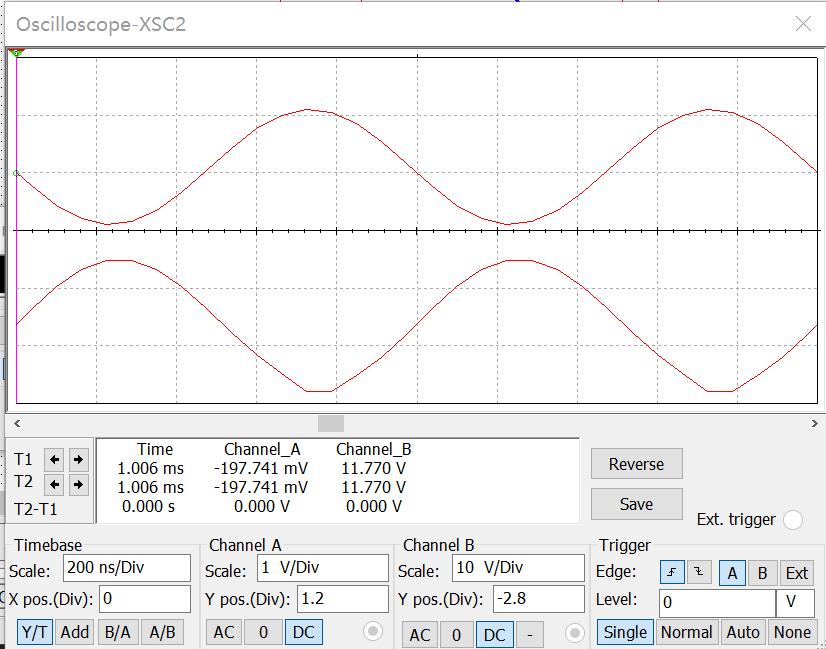 Oscilloscope-XSC2
Time Channel_A Channel_B
T1 1.006 ms -197.741 mV 11.770 V
T2 1.006 ms -197.741 mV 11.770 V
T2-T1 0.000 s 0.000 V 0.000 V
Reverse
Save
Ext. trigger
Timebase
Scale: 200 ns/Div
X pos.(Div): 0
Y/T Add B/A A/B
Channel A
Scale: 1 V/Div
Y pos.(Div): 1.2
AC 0 DC
Channel B
Scale: 10 V/Div
Y pos.(Div): -2.8
AC 0 DC -
Trigger
Edge: A B Ext
Level: 0 V
Single Normal Auto None